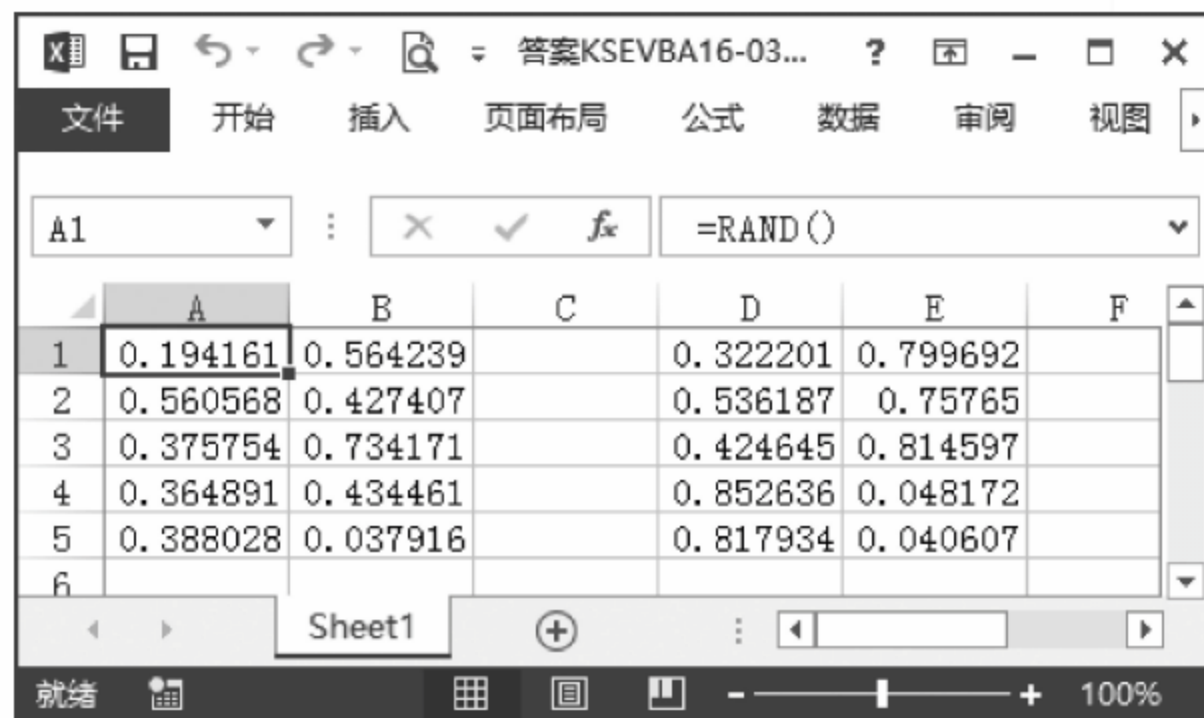 答案KSEVBA16-03... ?
文件 开始 插入 页面布局 公式 数据 审阅 视图
A1 fx =RAND()
A B C D E F
1 0.194161 0.564239 0.322201 0.799692
2 0.560568 0.427407 0.536187 0.75765
3 0.375754 0.734171 0.424645 0.814597
4 0.364891 0.434461 0.852636 0.048172
5 0.388028 0.037916 0.817934 0.040607
6
Sheet1
就绪 100%